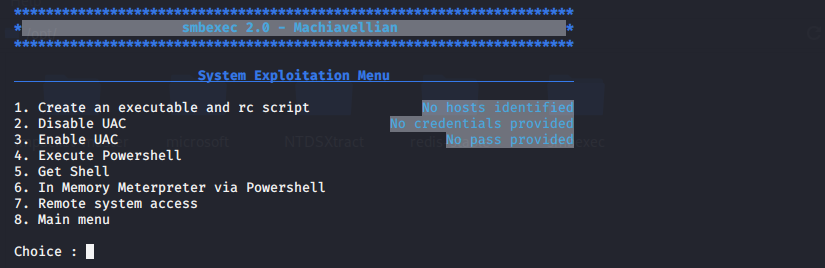 **********************************************************************
* smbexec 2.0 - Machiavellian *
**********************************************************************
System Exploitation Menu
1. Create an executable and rc script No hosts identified
2. Disable UAC No credentials provided
3. Enable UAC No pass provided
4. Execute Powershell
microsoft NTDSXtract
5. Get Shell
6. In Memory Meterpreter via Powershell
7. Remote system access
8. Main menu
Choice :